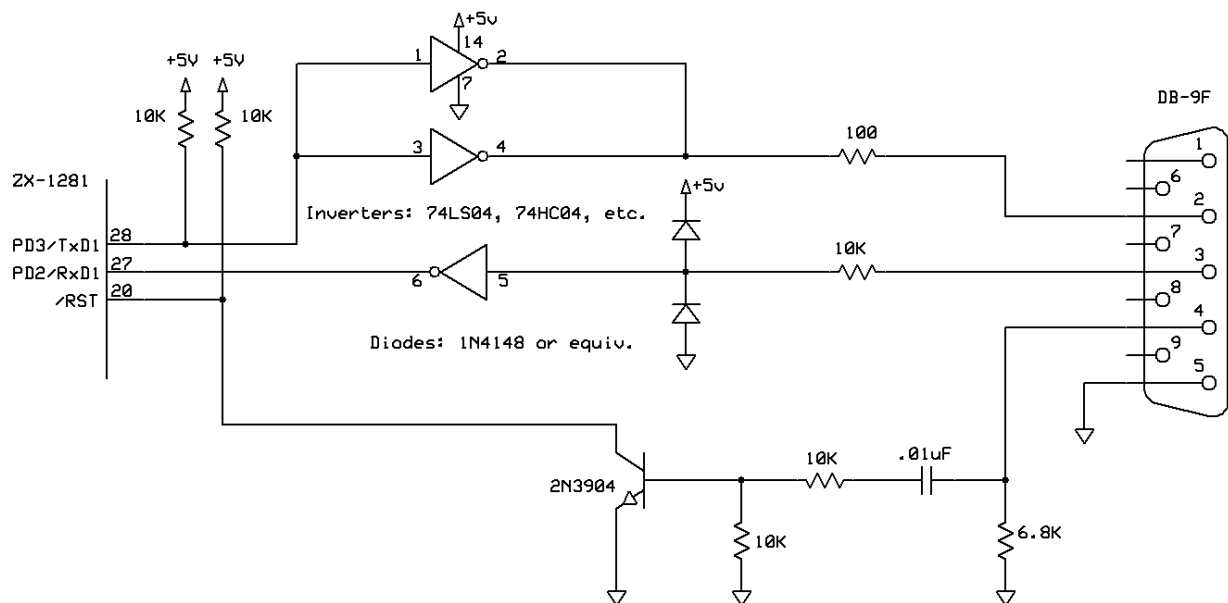 +5v
14
1
2
7
+5V
+5V
10K
10K
DB-9F
100
3
4
1
6
ZX-1281
+5v
2
Inverters: 74LS04, 74HC04, etc.
7
PD3/TxD1
28
10K
3
PD2/RxD1
27
6
5
/RST
20
8
4
Diodes: 1N4148 or equiv.
9
5
10K
.01uF
2N3904
10K
6.8K